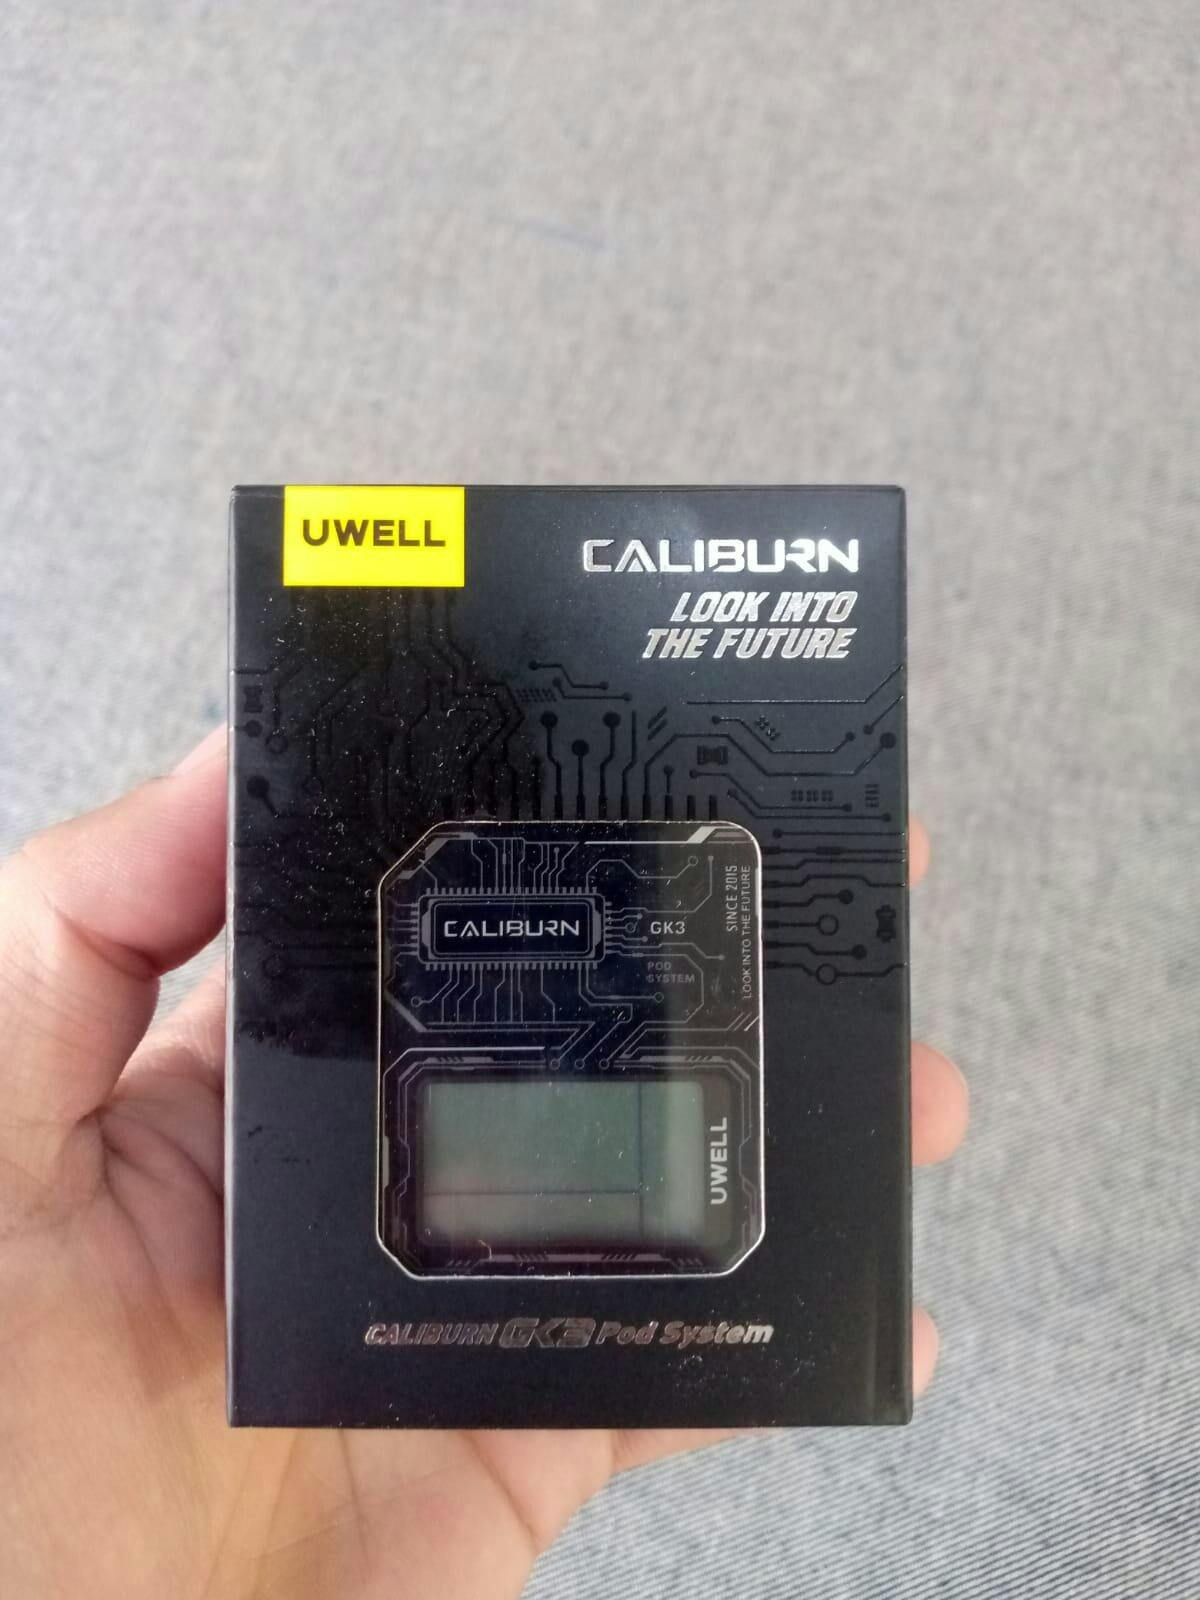 UWELL
CALIBURN
LOOK INTO
THE FUTURE
CALIBURN
GK3
POD
SYSTEM
SINCE 2015
LOOK INTO THE FUTURE
UWELL
CALIBURN GK3 Pod System